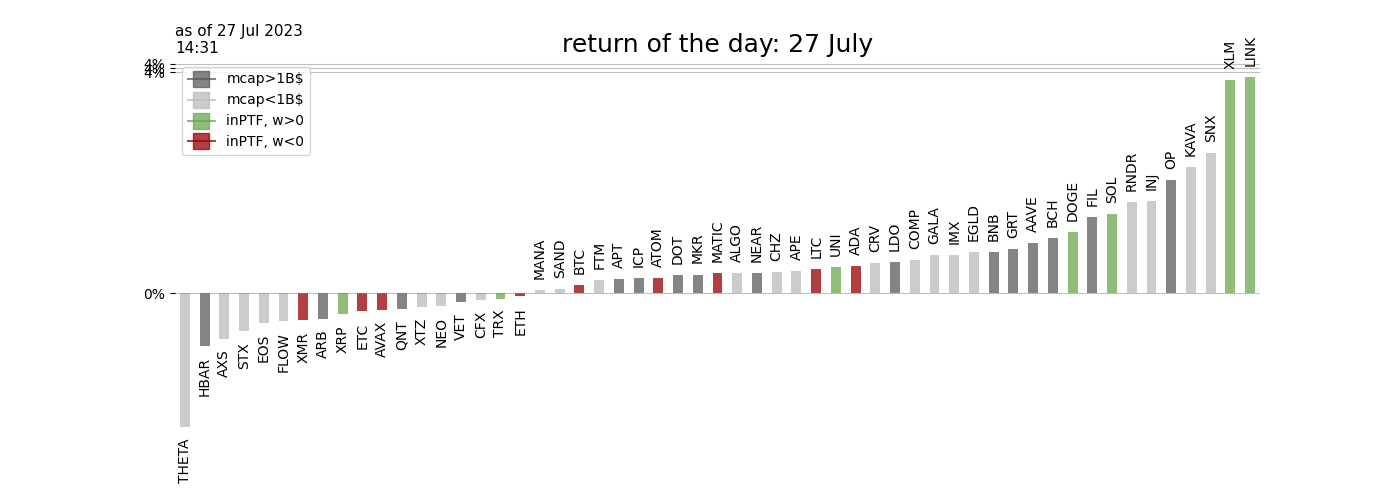 as of 27 Jul 2023
14:31
return of the day: 27 July
4%
4%
4%
0%
mcap>1B$
mcap<1B$
inPTF, w>0
inPTF, w<0
THETA
HBAR
AXS
STX
EOS
FLOW
XMR
ARB
XRP
ETC
AVAX
QNT
XTZ
NEO
VET
CFX
TRX
ETH
MANA
SAND
BTC
FTM
APT
ICP
ATOM
DOT
MKR
MATIC
ALGO
NEAR
CHZ
APE
LTC
UNI
ADA
CRV
LDO
COMP
GALA
IMX
EGLD
BNB
GRT
AAVE
BCH
DOGE
FIL
SOL
RNDR
INJ
OP
KAVA
SNX
XLM
LINK